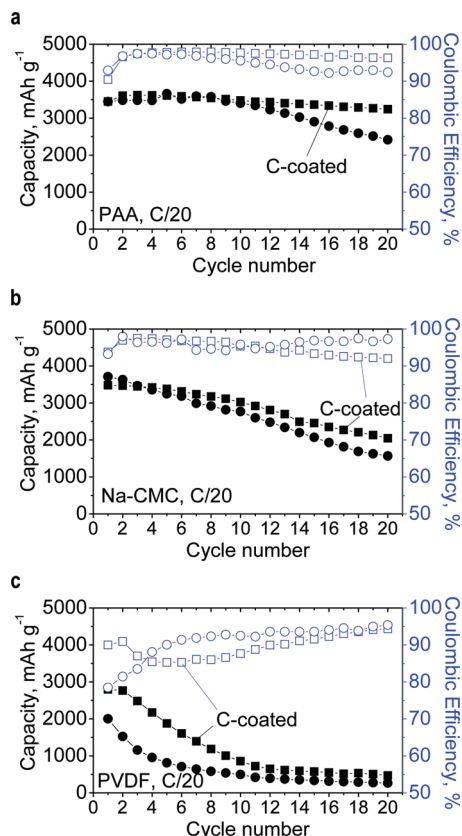 a
5000
4000
3000
2000
1000
0
Capacity, mAh g⁻¹
100
90
80
70
60
50
Coulombic Efficiency, %
C-coated
PAA, C/20
0 2 4 6 8 10 12 14 16 18 20
Cycle number
b
5000
4000
3000
2000
1000
0
Capacity, mAh g⁻¹
100
90
80
70
60
50
Coulombic Efficiency, %
C-coated
Na-CMC, C/20
0 2 4 6 8 10 12 14 16 18 20
Cycle number
c
5000
4000
3000
2000
1000
0
Capacity, mAh g⁻¹
100
90
80
70
60
50
Coulombic Efficiency, %
C-coated
PVDF, C/20
0 2 4 6 8 10 12 14 16 18 20
Cycle number